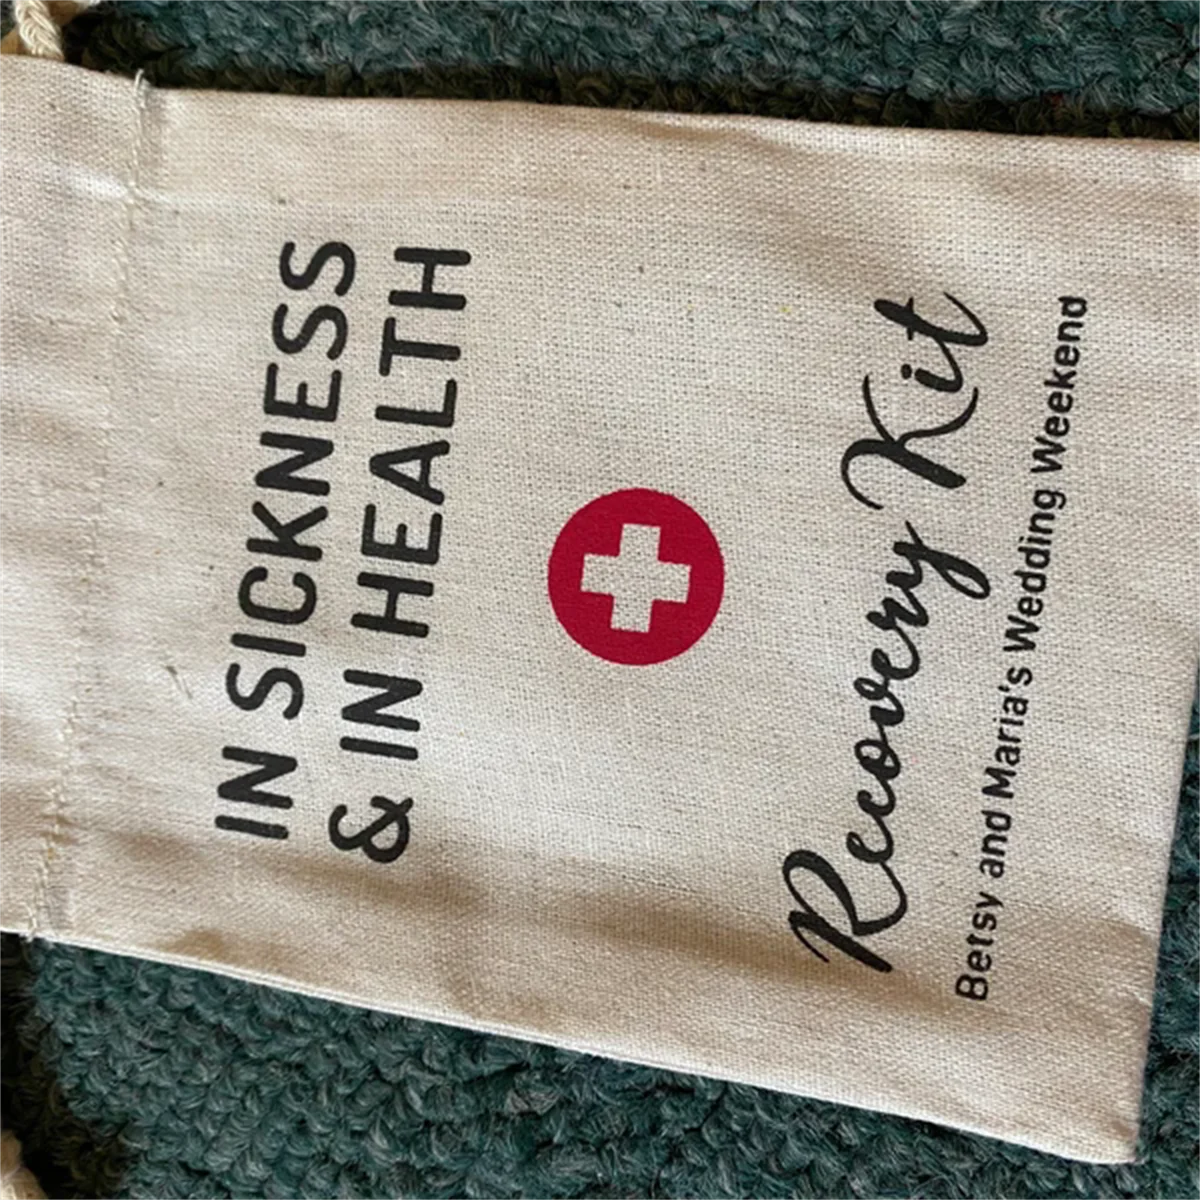 IN SICKNESS
& IN HEALTH
Recovery Kit
Betsy and Maria's Wedding Weekend